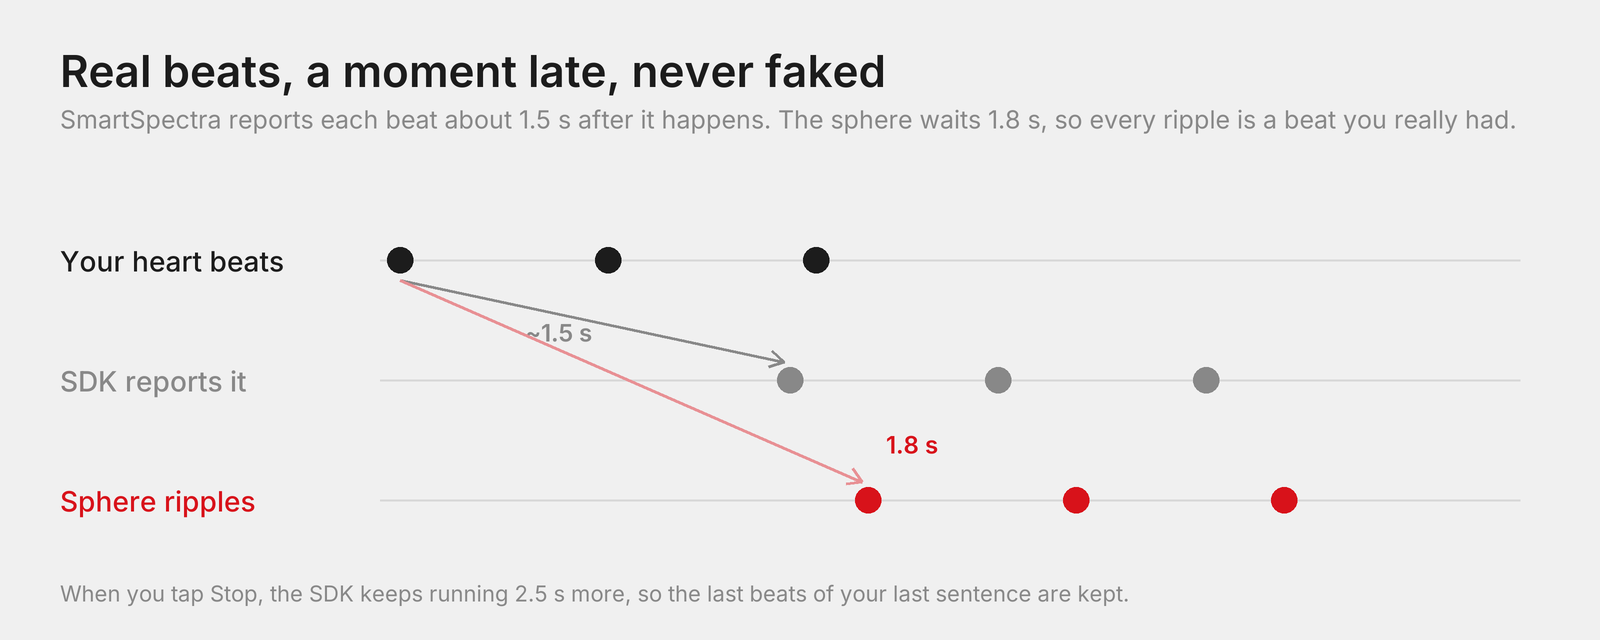 Real beats, a moment late, never faked
SmartSpectra reports each beat about 1.5 s after it happens. The sphere waits 1.8 s, so every ripple is a beat you really had.
Your heart beats
~1.5 s
SDK reports it
1.8 s
Sphere ripples
When you tap Stop, the SDK keeps running 2.5 s more, so the last beats of your last sentence are kept.